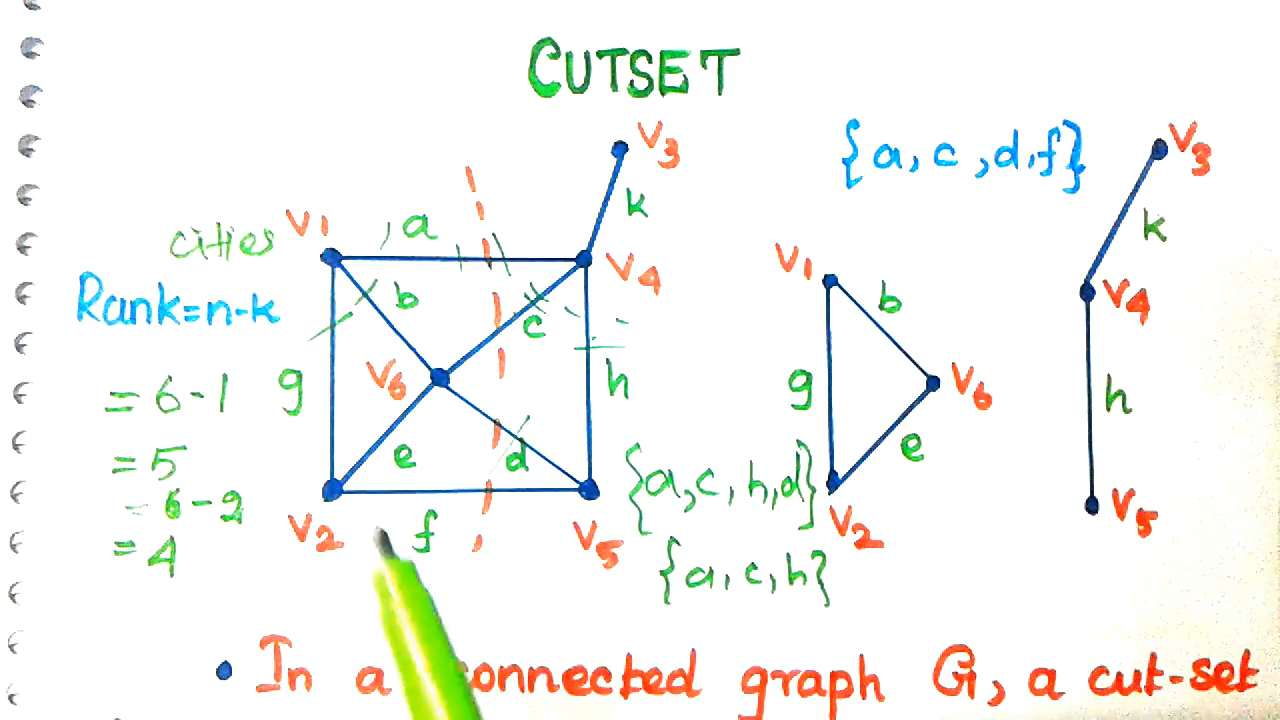 CUTSET
V3
{a, c, d, f}
V3
k
k
cities
V1
a
V4
V1
V4
Rank=n-k
b
b
c
= 6-1
g
V6
h
g
V6
h
= 5
e
d
{a, c, h, d}
e
= 6-2
V2
f
V5
V2
V5
= 4
{a, c, h}
• In a connected graph G, a cut-set